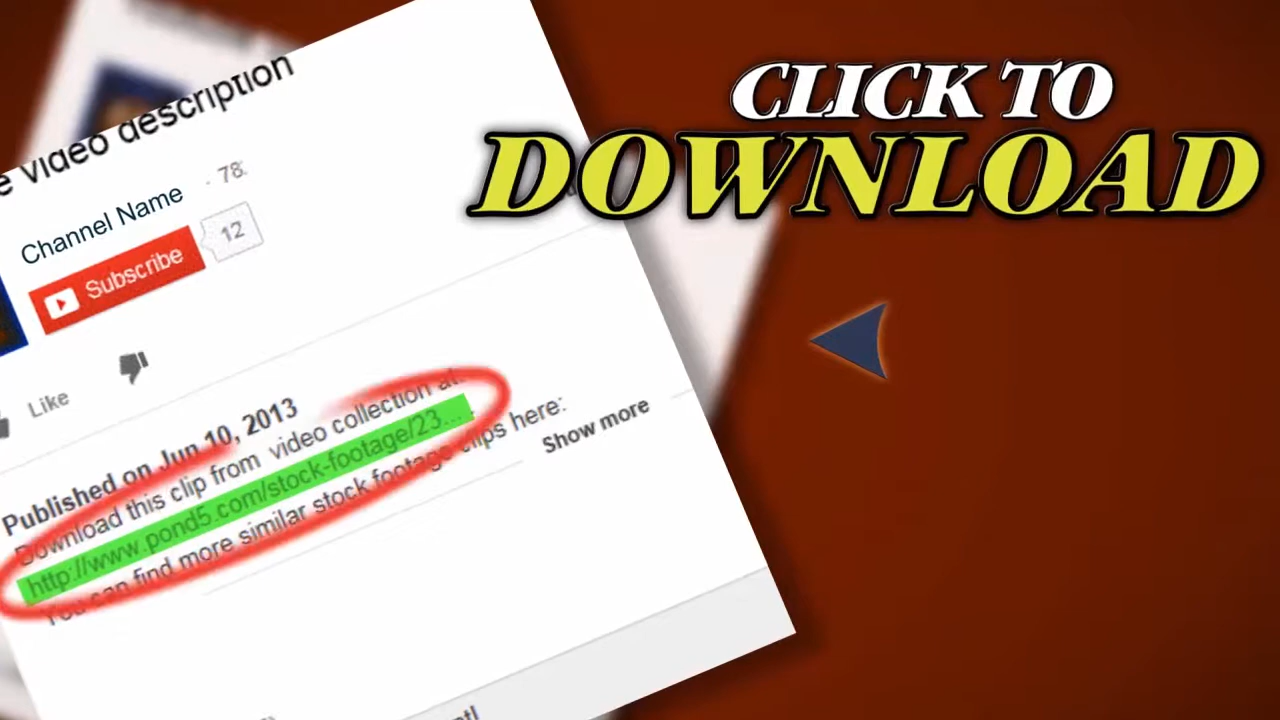 CLICK TO
DOWNLOAD
video description
Channel Name
78
Subscribe
12
Like
Published on Jun 10, 2013
Download this clip from video collection at
http://www.pond5.com/stock-footage/23...
You can find more similar stock footage clips here:
Show more